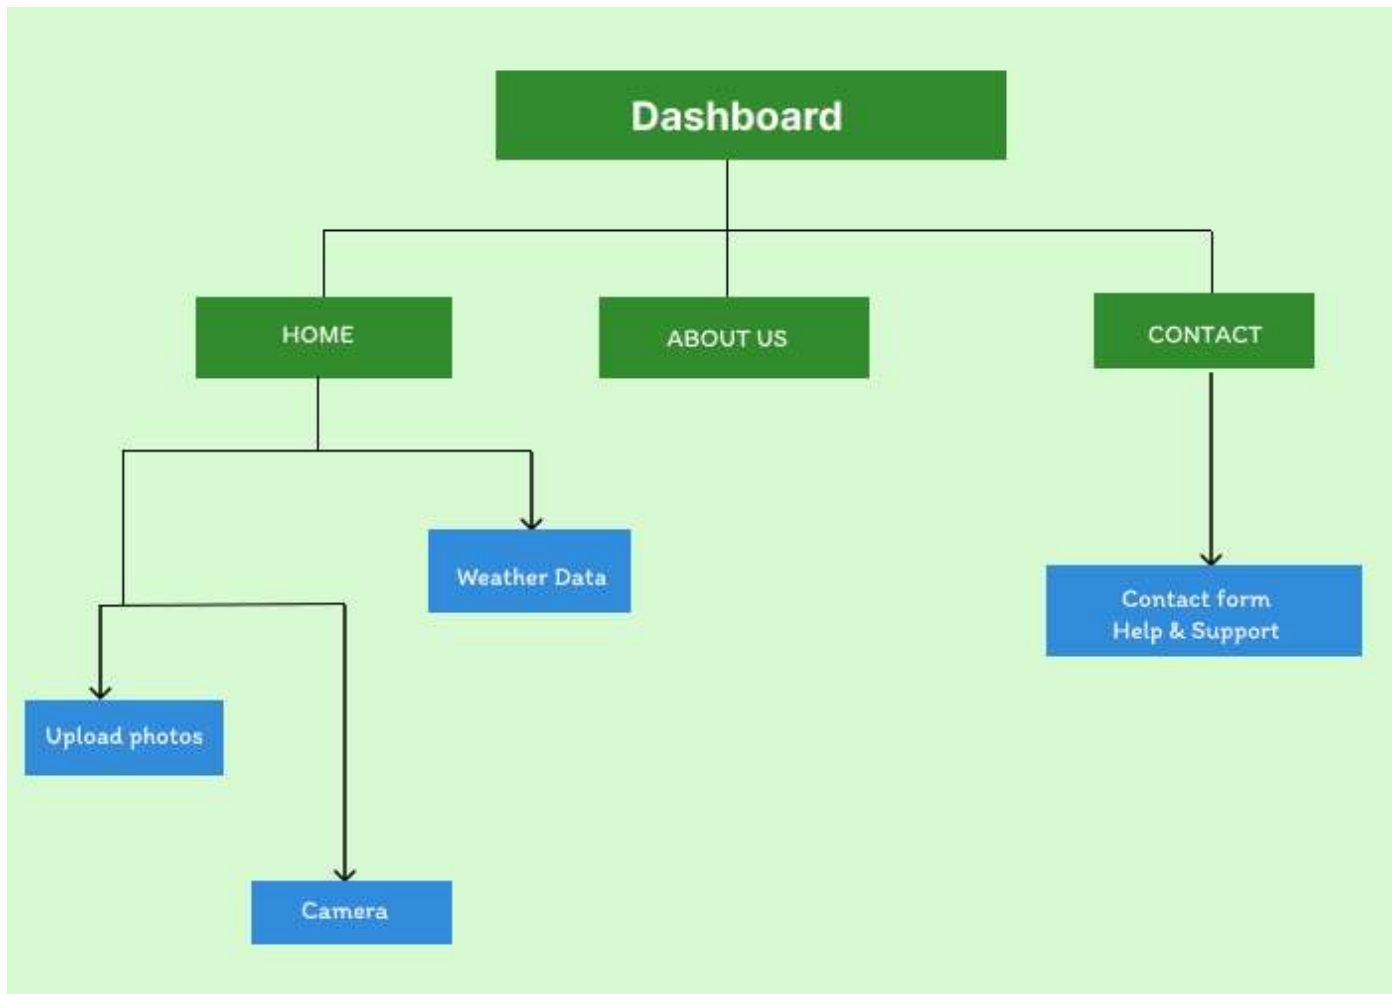 Dashboard
HOME
ABOUT US
CONTACT
Weather Data
Contact form
Help & Support
Upload photos
Camera